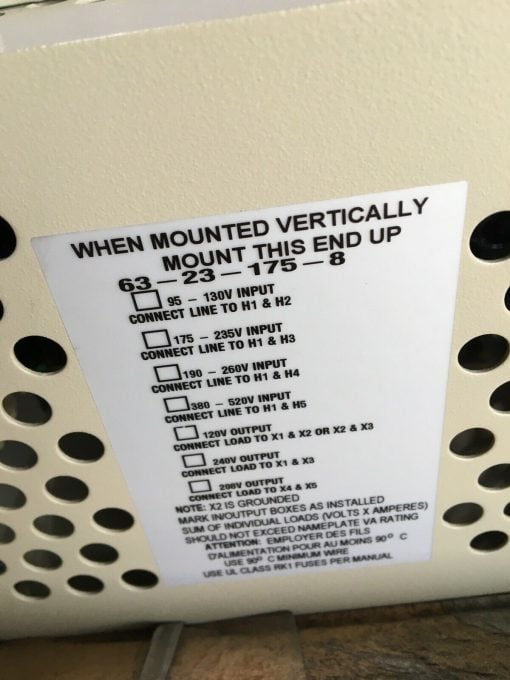 WHEN MOUNTED VERTICALLY
MOUNT THIS END UP
63-23-175-8
95 - 130V INPUT
CONNECT LINE TO H1 & H2
175 - 235V INPUT
CONNECT LINE TO H1 & H3
190 - 260V INPUT
CONNECT LINE TO H1 & H4
380 - 520V INPUT
CONNECT LINE TO H1 & H5
120V OUTPUT
CONNECT LOAD TO X1 & X2 OR X2 & X3
240V OUTPUT
CONNECT LOAD TO X1 & X3
208V OUTPUT
CONNECT LOAD TO X4 & X5
NOTE: X2 IS GROUNDED
MARK IN/OUTPUT BOXES AS INSTALLED
SUM OF INDIVIDUAL LOADS (VOLTS X AMPERES)
SHOULD NOT EXCEED NAMEPLATE VA RATING
ATTENTION: EMPLOYER DES FILS
D'ALIMENTATION POUR AU MOINS 90° C
USE 90° C MINIMUM WIRE
USE UL CLASS RK1 FUSES PER MANUAL